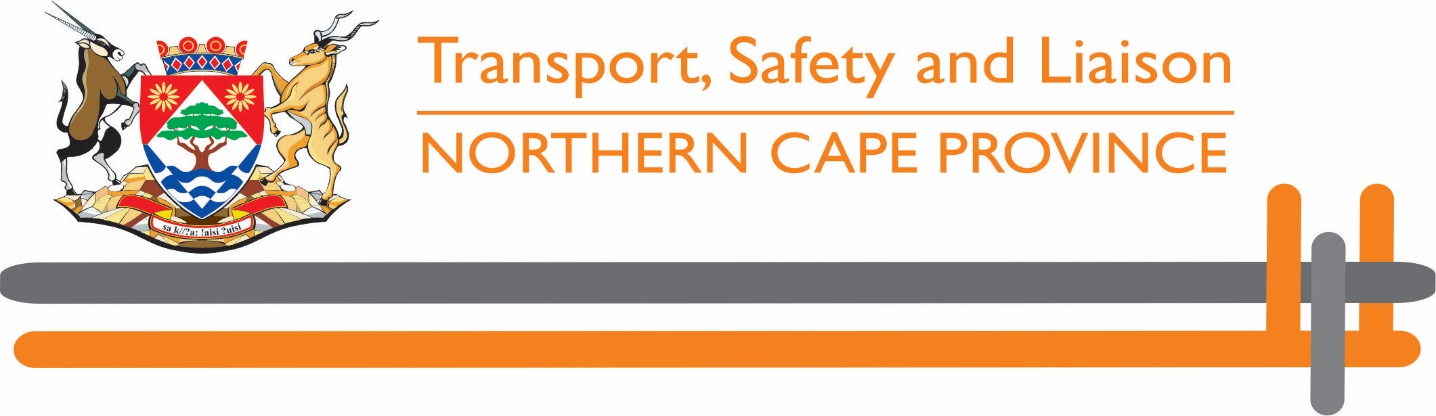 Transport, Safety and Liaison
NORTHERN CAPE PROVINCE
sa k//?a: !aisi ?uisi